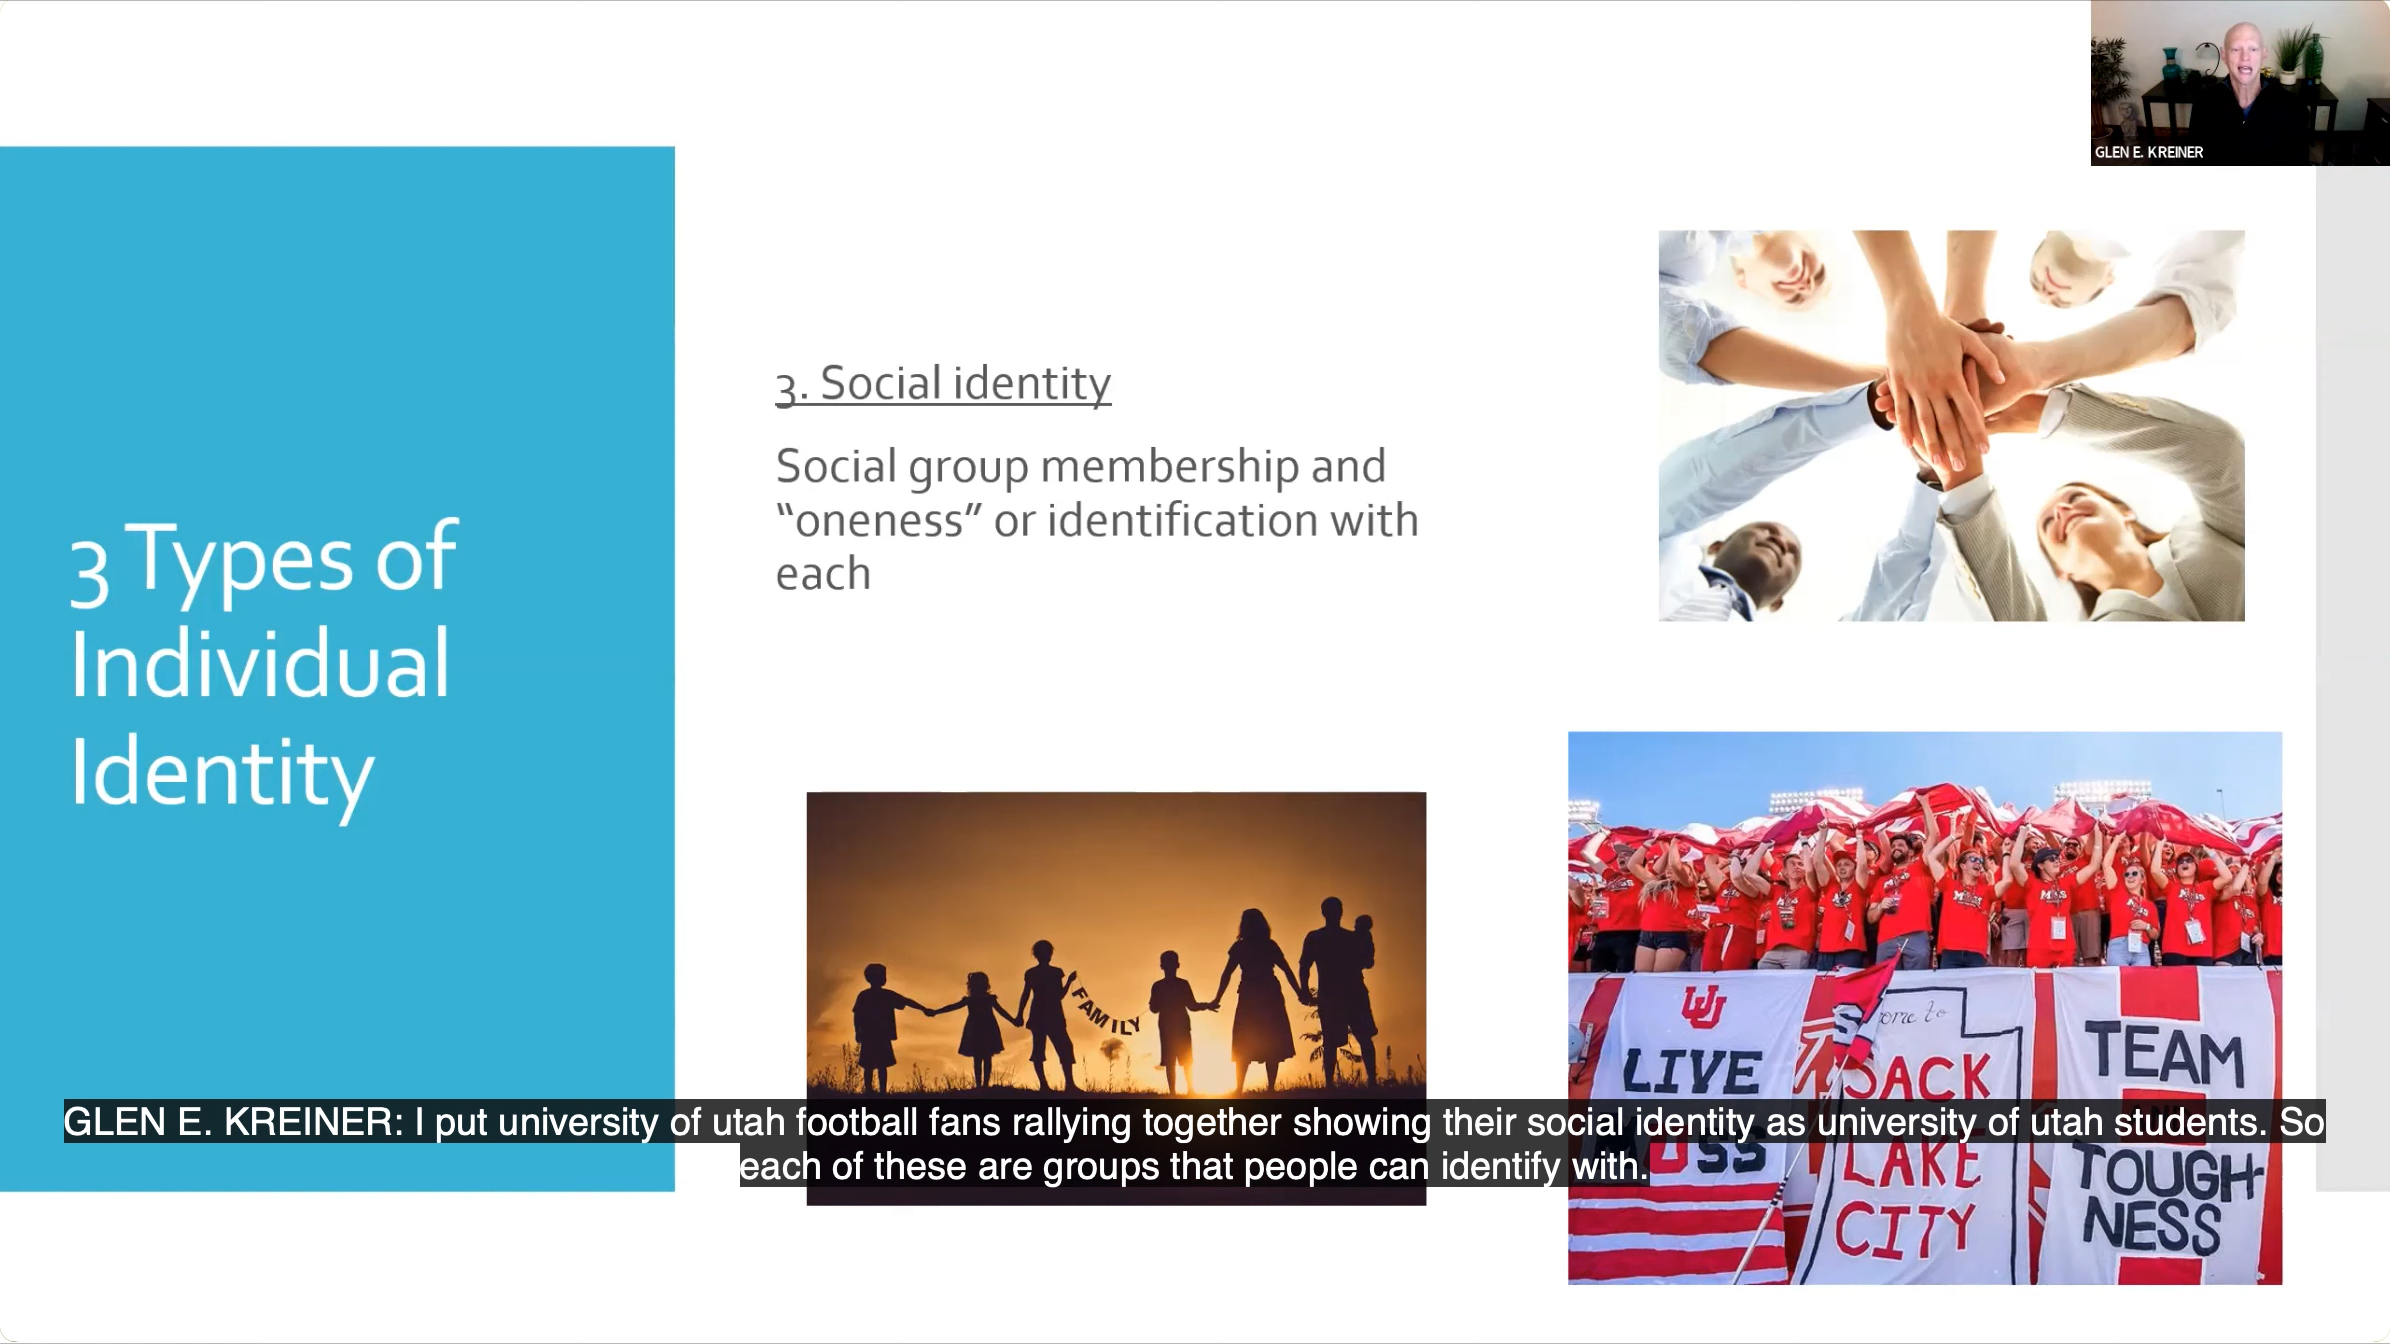 GLEN E. KREINER
3 Types of
Individual
Identity
3. Social identity
Social group membership and
“oneness” or identification with
each
FAMILY
LIVE
MUSS
SACK
LAKE
CITY
TEAM
TOUGH
NESS
GLEN E. KREINER: I put university of utah football fans rallying together showing their social identity as university of utah students. So
each of these are groups that people can identify with.